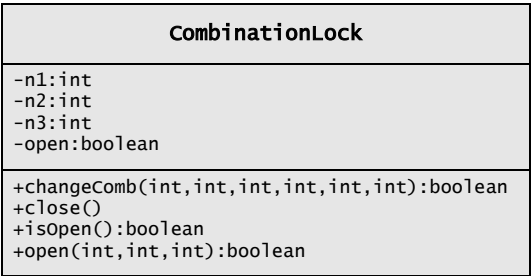 CombinationLock
-n1:int
-n2:int
-n3:int
-open:boolean
+changeComb(int,int,int,int,int,int):boolean
+close()
+isOpen():boolean
+open(int,int,int):boolean